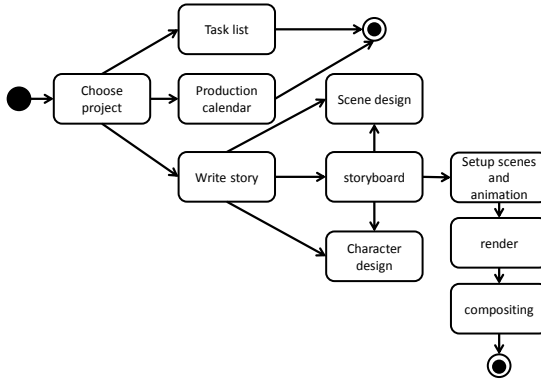 Task list
Choose
project
Production
calendar
Scene design
Write story
storyboard
Setup scenes
and
animation
Character
design
render
compositing